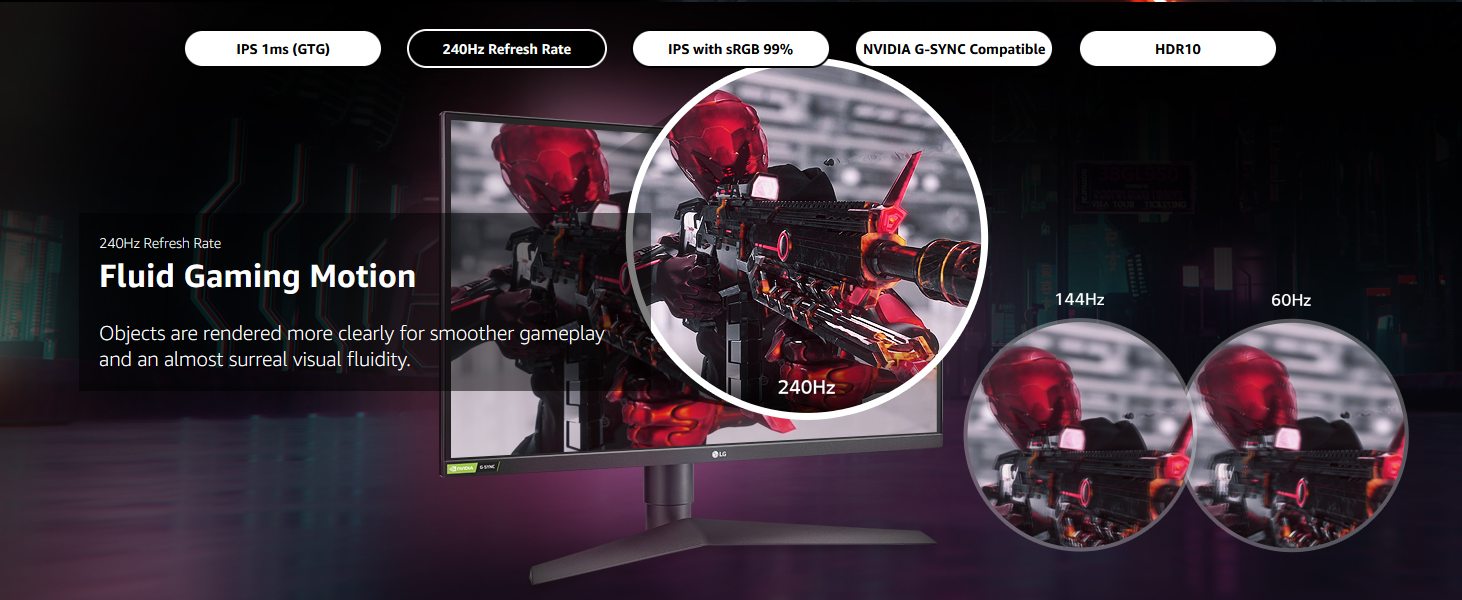 IPS 1ms (GTG)
240Hz Refresh Rate
IPS with sRGB 99%
NVIDIA G-SYNC Compatible
HDR10
240Hz Refresh Rate
Fluid Gaming Motion
Objects are rendered more clearly for smoother gameplay
and an almost surreal visual fluidity.
240Hz
144Hz
60Hz
NVIDIA G-SYNC
LG